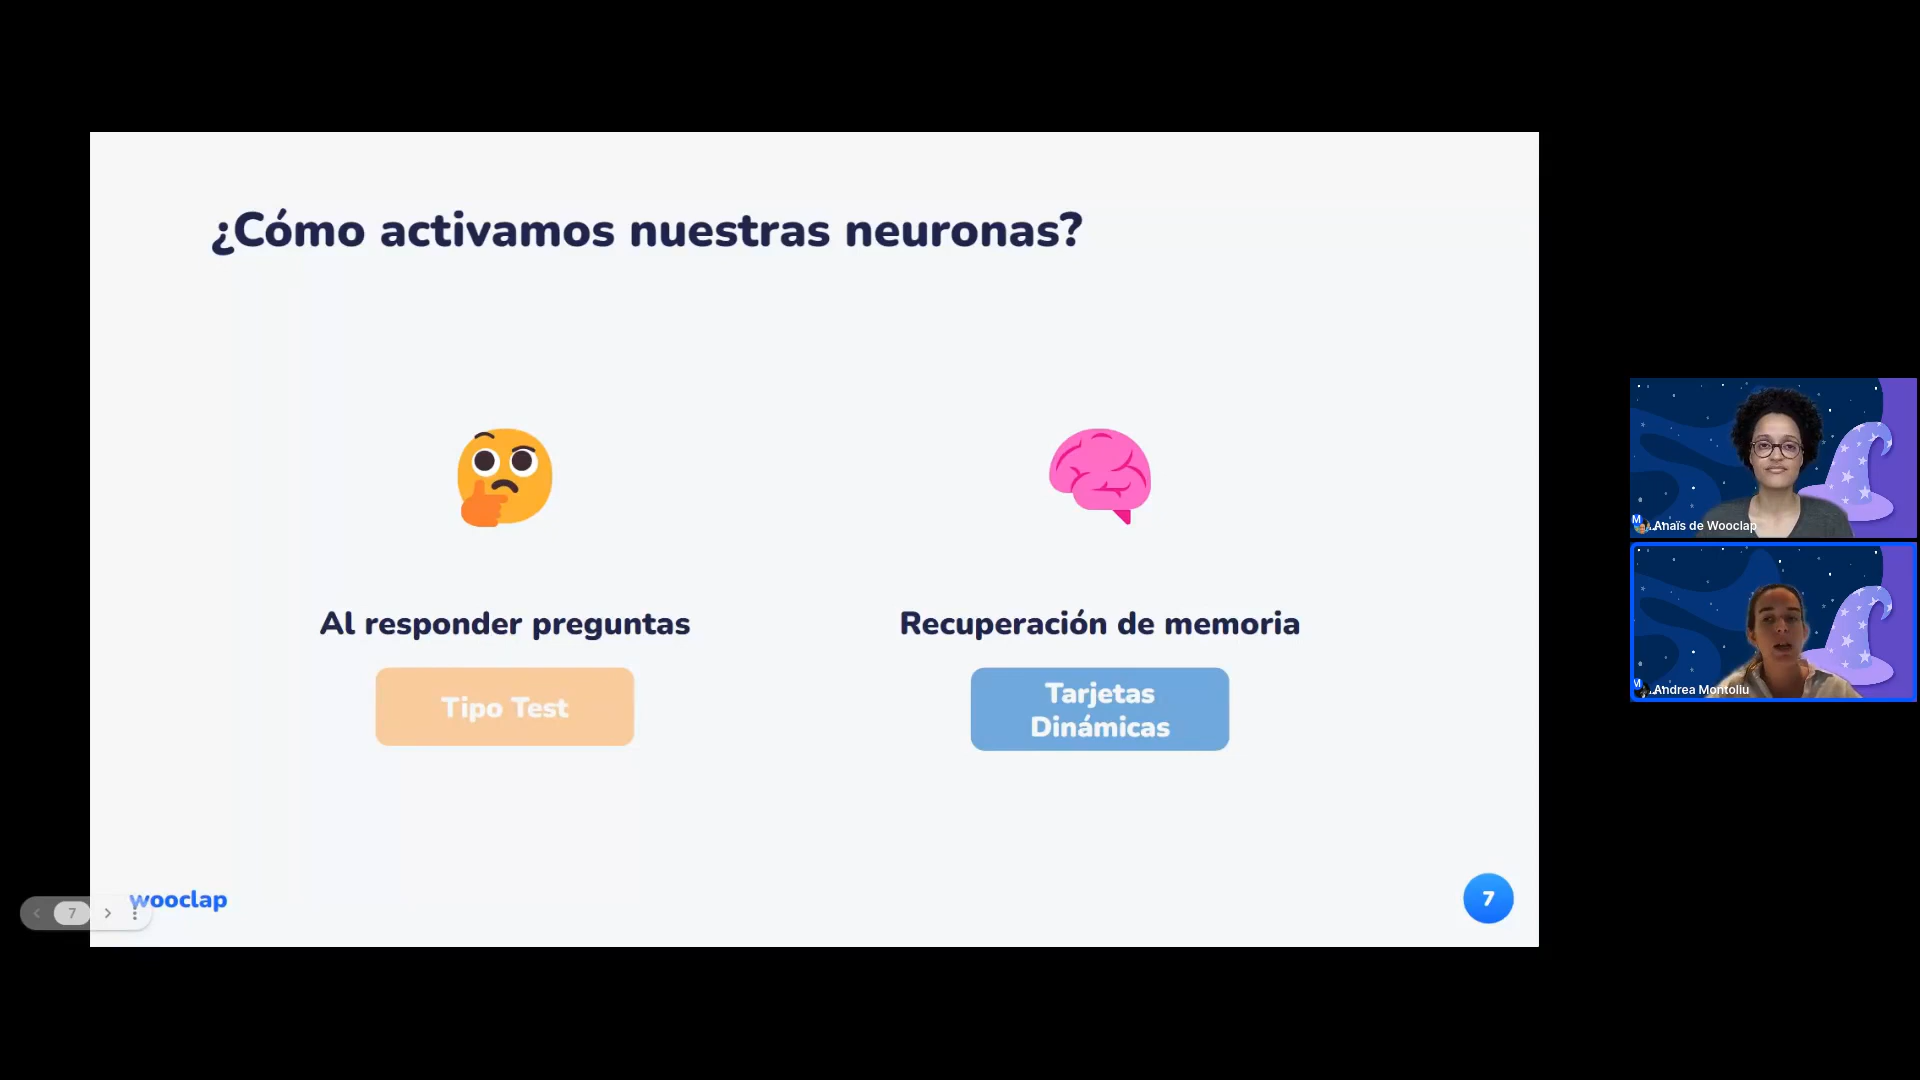 ¿Cómo activamos nuestras neuronas?
Al responder preguntas
Tipo Test
Recuperación de memoria
Tarjetas
Dinámicas
wooclap
7
7
Anaïs de Wooclap
Andrea Montoliu